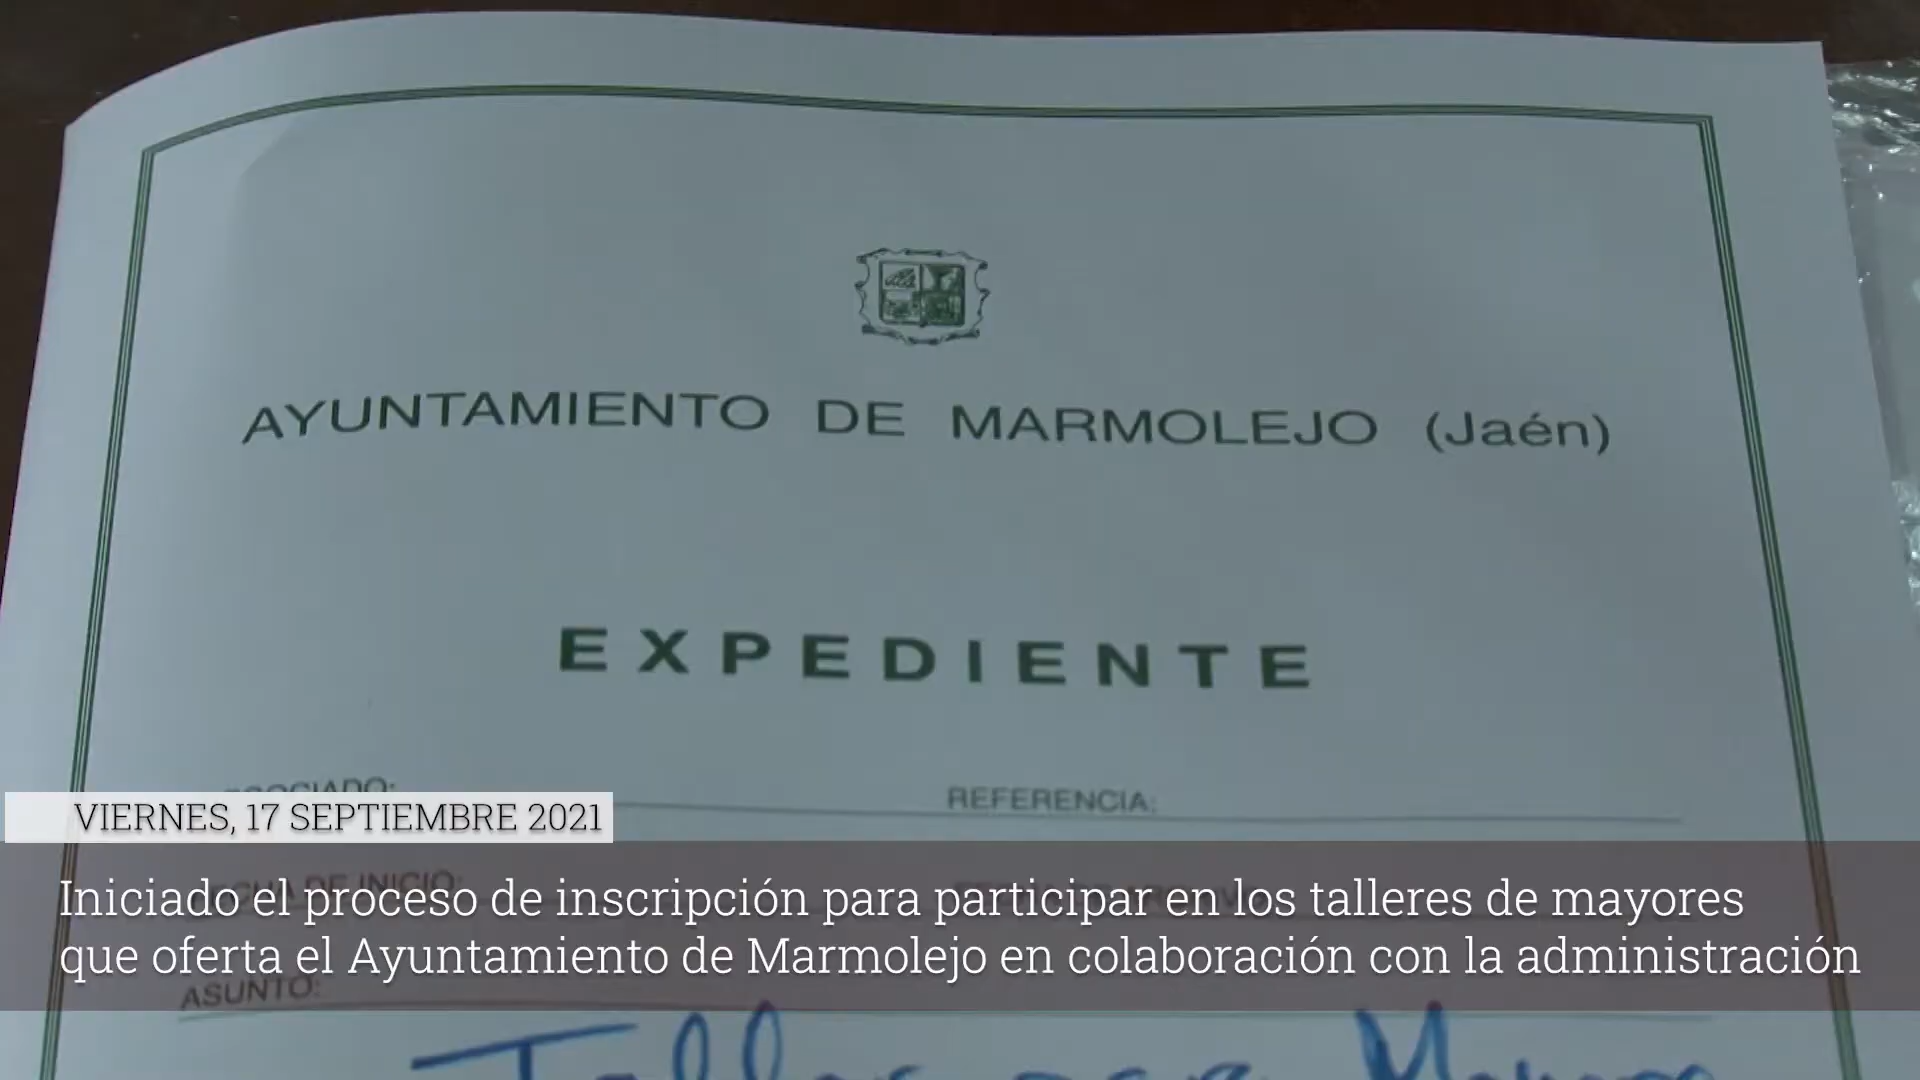 AYUNTAMIENTO DE MARMOLEJO (Jaén)
EXPEDIENTE
REFERENCIA:
VIERNES, 17 SEPTIEMBRE 2021
Iniciado el proceso de inscripción para participar en los talleres de mayores
que oferta el Ayuntamiento de Marmolejo en colaboración con la administración
ASUNTO: